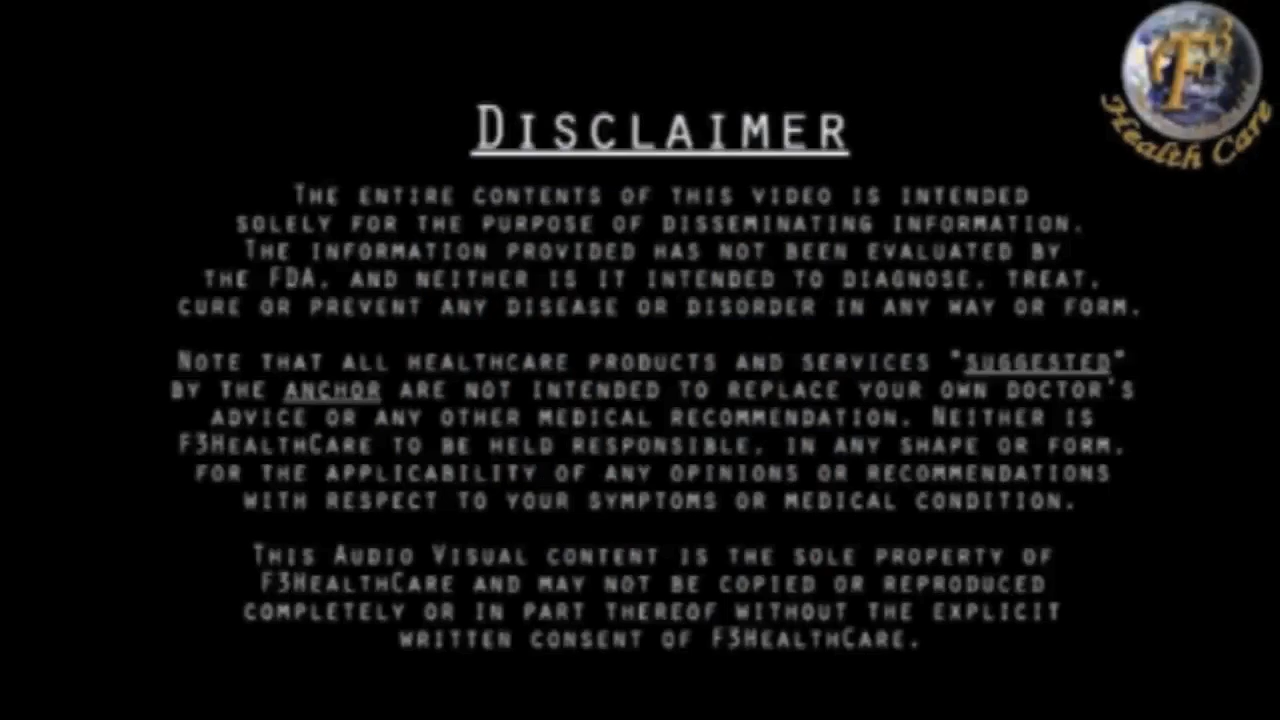 F3
Health Care
Disclaimer
The entire contents of this video is intended
solely for the purpose of disseminating information.
The information provided has not been evaluated by
the FDA, and neither is it intended to diagnose, treat,
cure or prevent any disease or disorder in any way or form.
Note that all healthcare products and services "suggested"
by the anchor are not intended to replace your own doctor's
advice or any other medical recommendation. Neither is
F3HealthCare to be held responsible, in any shape or form,
for the applicability of any opinions or recommendations
with respect to your symptoms or medical condition.
This Audio Visual content is the sole property of
F3HealthCare and may not be copied or reproduced
completely or in part thereof without the explicit
written consent of F3HealthCare.